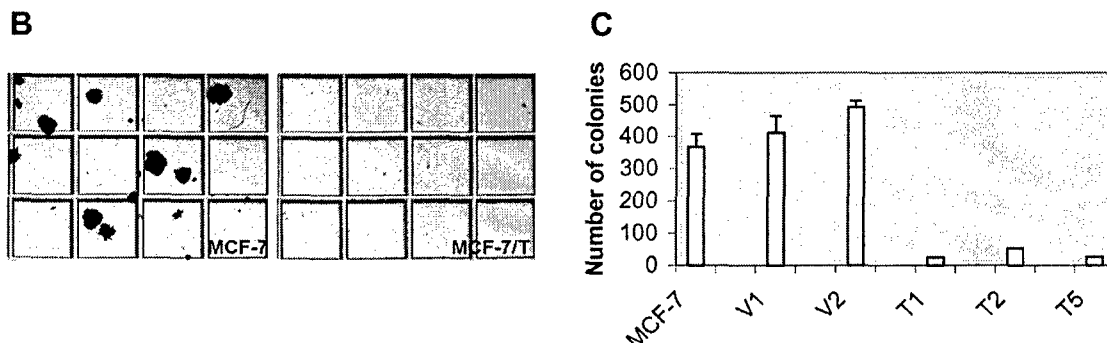 B
MCF-7
MCF-7/T
C
Number of colonies
600
500
400
300
200
100
0
MCF-7
V1
V2
T1
T2
T5